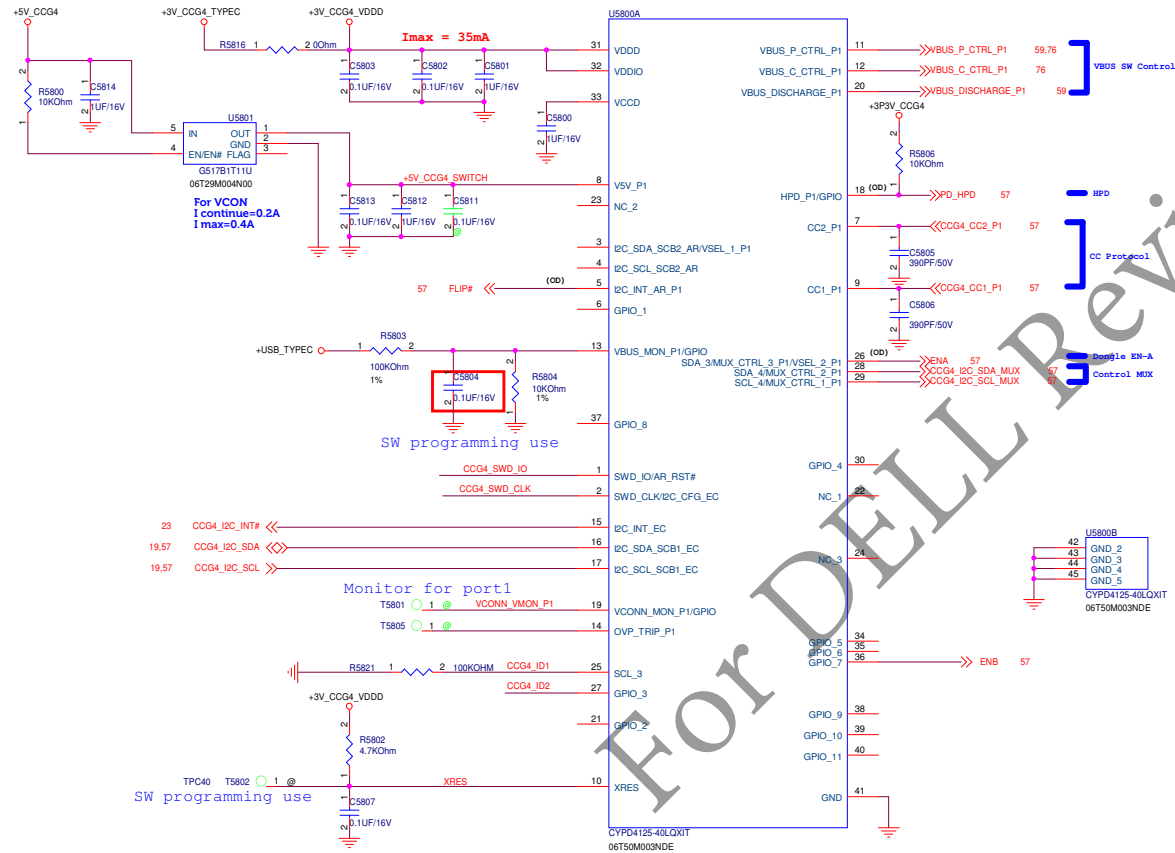 +5V_CCG4
+3V_CCG4_TYPEC
+3V_CCG4_VDDD
R5816 1 2 0Ohm
Imax = 35mA
C5803
0.1UF/16V
C5802
0.1UF/16V
C5801
1UF/16V
C5800
1UF/16V
R5800
10KOhm
C5814
1UF/16V
U5801
5 IN OUT 1
GND 2
4 EN/EN# FLAG 3
G517B1T11U
06T29M004N00
For VCON
I continue=0.2A
I max=0.4A
+5V_CCG4_SWITCH
C5813
0.1UF/16V
C5812
1UF/16V
C5811
0.1UF/16V
@
57 FLIP# (OD)
+USB_TYPEC
R5803
1 2
100KOhm
1%
C5804
0.1UF/16V
R5804
10KOhm
1%
SW programming use
CCG4_SWD_IO
CCG4_SWD_CLK
23 CCG4_I2C_INT#
19,57 CCG4_I2C_SDA
19,57 CCG4_I2C_SCL
Monitor for port1
T5801 1 @ VCONN_VMON_P1
T5805 1 @
R5821 1 2 100KOHM CCG4_ID1
CCG4_ID2
+3V_CCG4_VDDD
R5802
4.7KOhm
TPC40 T5802 1 @ XRES
SW programming use
C5807
0.1UF/16V
U5800A
31 VDDD
32 VDDIO
33 VCCD
8 V5V_P1
23 NC_2
3 I2C_SDA_SCB2_AR/VSEL_1_P1
4 I2C_SCL_SCB2_AR
5 I2C_INT_AR_P1
6 GPIO_1
13 VBUS_MON_P1/GPIO
37 GPIO_8
1 SWD_IO/AR_RST#
2 SWD_CLK/I2C_CFG_EC
15 I2C_INT_EC
16 I2C_SDA_SCB1_EC
17 I2C_SCL_SCB1_EC
19 VCONN_MON_P1/GPIO
14 OVP_TRIP_P1
25 SCL_3
27 GPIO_3
21 GPIO_2
10 XRES
CYPD4125-40LQXIT
06T50M003NDE
VBUS_P_CTRL_P1 11 VBUS_P_CTRL_P1 59,76
VBUS_C_CTRL_P1 12 VBUS_C_CTRL_P1 76
VBUS_DISCHARGE_P1 20 VBUS_DISCHARGE_P1 59
VBUS SW Control
+3P3V_CCG4
R5806
10KOhm
HPD_P1/GPIO 18 (OD) PD_HPD 57
HPD
CC2_P1 7 CCG4_CC2_P1 57
C5805
390PF/50V
CC Protocol
CC1_P1 9 CCG4_CC1_P1 57
C5806
390PF/50V
SDA_3/MUX_CTRL_3_P1/VSEL_2_P1 26 (OD) ENA 57
Dongle EN-A
SDA_4/MUX_CTRL_2_P1 28 CCG4_I2C_SDA_MUX 57
SCL_4/MUX_CTRL_1_P1 29 CCG4_I2C_SCL_MUX 57
Control MUX
GPIO_4 30
NC_1 22
NC_3 24
GPIO_5 34
GPIO_6 35
GPIO_7 36 ENB 57
GPIO_9 38
GPIO_10 39
GPIO_11 40
GND 41
U5800B
42 GND_2
43 GND_3
44 GND_4
45 GND_5
CYPD4125-40LQXIT
06T50M003NDE
For DELL Revi